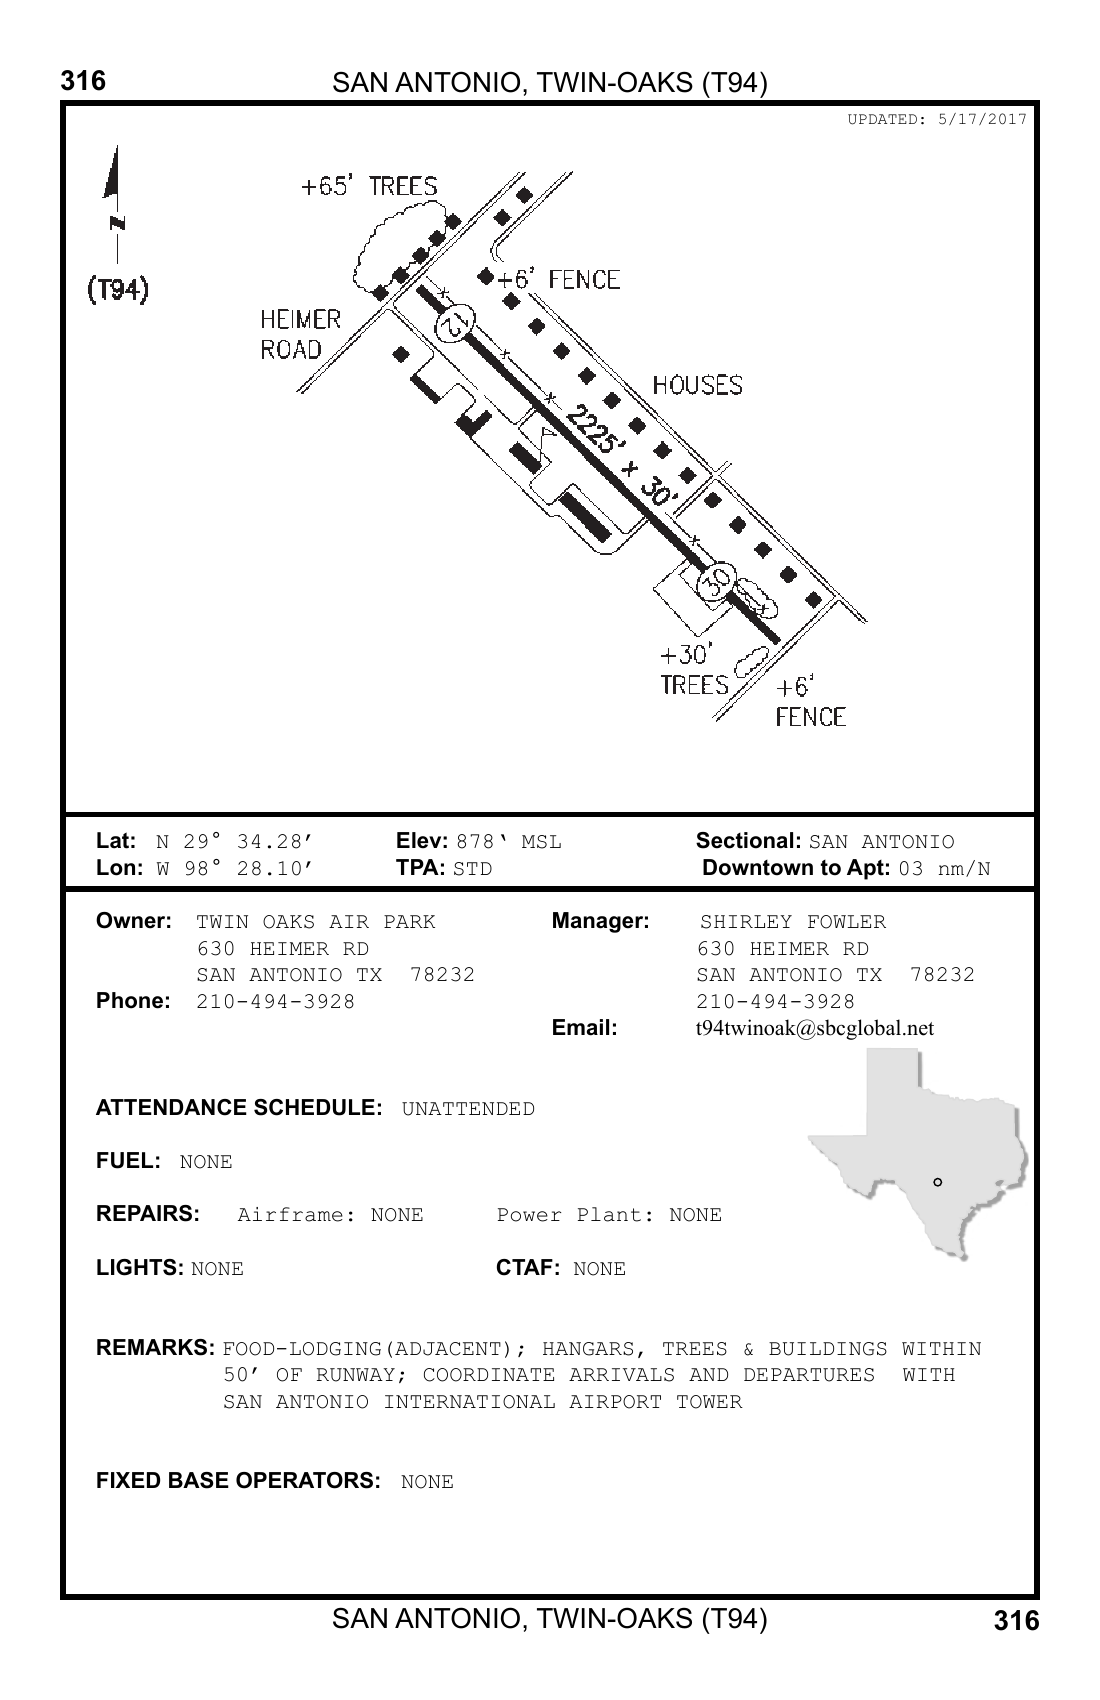 316 SAN ANTONIO, TWIN-OAKS (T94)
UPDATED: 5/17/2017
+65' TREES
N
(T94)
+6' FENCE
HEIMER
ROAD
12
HOUSES
2225' x 30'
30
+30'
TREES
+6'
FENCE
Lat: N 29° 34.28’ Elev: 878‘ MSL Sectional: SAN ANTONIO
Lon: W 98° 28.10’ TPA: STD Downtown to Apt: 03 nm/N
Owner: TWIN OAKS AIR PARK Manager: SHIRLEY FOWLER
630 HEIMER RD 630 HEIMER RD
SAN ANTONIO TX 78232 SAN ANTONIO TX 78232
Phone: 210-494-3928 210-494-3928
Email: t94twinoak@sbcglobal.net
ATTENDANCE SCHEDULE: UNATTENDED
FUEL: NONE
REPAIRS: Airframe: NONE Power Plant: NONE
LIGHTS: NONE CTAF: NONE
REMARKS: FOOD-LODGING(ADJACENT); HANGARS, TREES & BUILDINGS WITHIN
50’ OF RUNWAY; COORDINATE ARRIVALS AND DEPARTURES WITH
SAN ANTONIO INTERNATIONAL AIRPORT TOWER
FIXED BASE OPERATORS: NONE
SAN ANTONIO, TWIN-OAKS (T94) 316